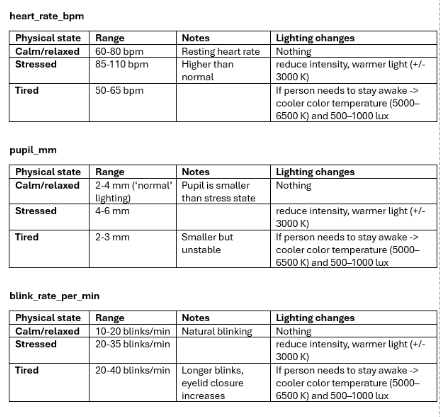 heart_rate_bpm
Physical state Range Notes Lighting changes
Calm/relaxed 60-80 bpm Resting heart rate Nothing
Stressed 85-110 bpm Higher than reduce intensity, warmer light (+/-
normal 3000 K)
Tired 50-65 bpm If person needs to stay awake ->
cooler color temperature (5000–
6500 K) and 500–1000 lux
pupil_mm
Physical state Range Notes Lighting changes
Calm/relaxed 2-4 mm ('normal' Pupil is smaller Nothing
lighting) than stress state
Stressed 4-6 mm reduce intensity, warmer light (+/-
3000 K)
Tired 2-3 mm Smaller but If person needs to stay awake ->
unstable cooler color temperature (5000–
6500 K) and 500–1000 lux
blink_rate_per_min
Physical state Range Notes Lighting changes
Calm/relaxed 10-20 blinks/min Natural blinking Nothing
Stressed 20-35 blinks/min reduce intensity, warmer light (+/-
3000 K)
Tired 20-40 blinks/min Longer blinks, If person needs to stay awake ->
eyelid closure cooler color temperature (5000–
increases 6500 K) and 500–1000 lux